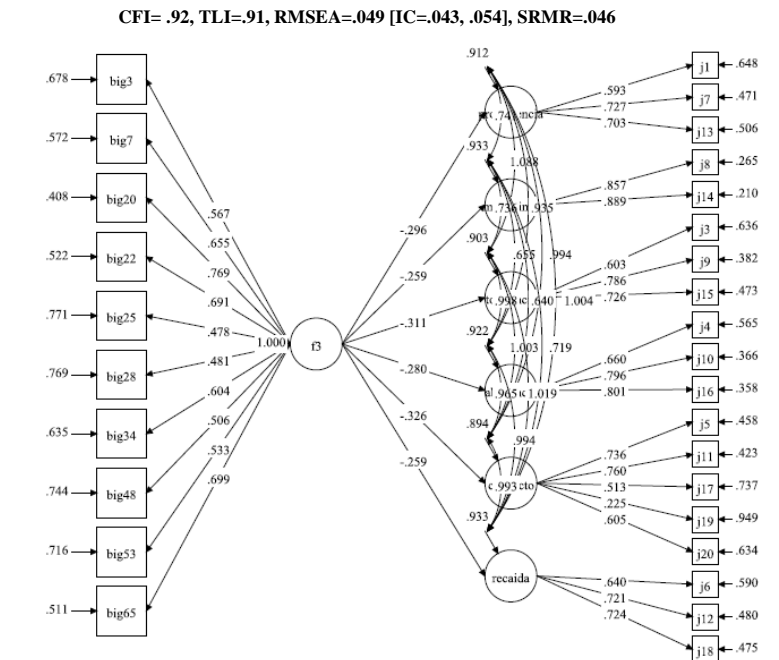 CFI= .92, TLI=.91, RMSEA=.049 [IC=.043, .054], SRMR=.046
.678 big3
.572 big7
.408 big20
.522 big22
.771 big25
.769 big28
.635 big34
.744 big48
.716 big53
.511 big65
.567
.655
.769
.691
.478
.481
.604
.506
.533
.699
1.000
f3
-.296
-.259
-.311
-.280
-.326
-.259
.912
.933
1.088
.935
.903
.655
.994
.998
.640
1.004
.922
1.003
.719
.965
1.019
.894
.994
.993
.933
recaida
.593
.727
.703
.857
.889
.603
.786
.726
.660
.796
.801
.736
.760
.513
.225
.605
.640
.721
.724
j1 .648
j7 .471
j13 .506
j8 .265
j14 .210
j3 .636
j9 .382
j15 .473
j4 .565
j10 .366
j16 .358
j5 .458
j11 .423
j17 .737
j19 .949
j20 .634
j6 .590
j12 .480
j18 .475